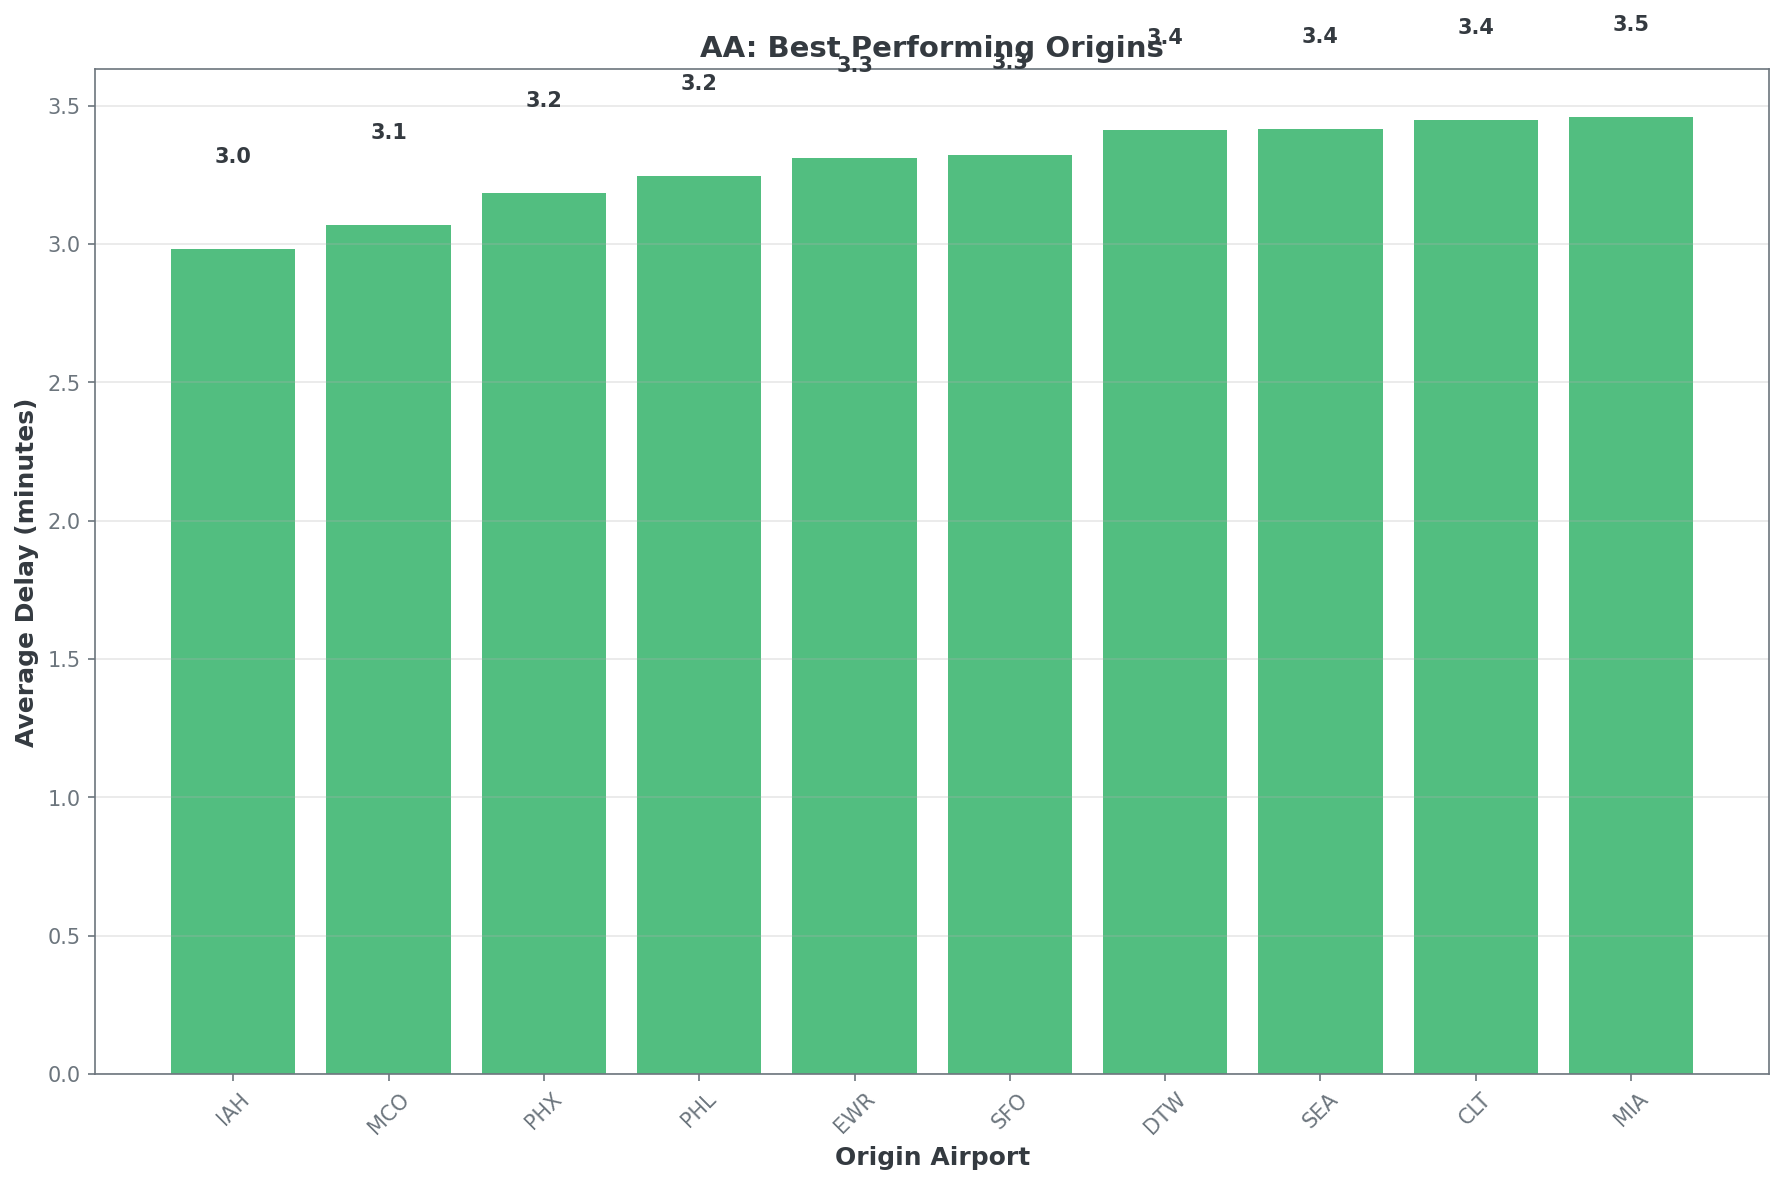 AA: Best Performing Origins
3.0
3.1
3.2
3.2
3.3
3.3
3.4
3.4
3.4
3.5
Average Delay (minutes)
3.5
3.0
2.5
2.0
1.5
1.0
0.5
0.0
IAH
MCO
PHX
PHL
EWR
SFO
DTW
SEA
CLT
MIA
Origin Airport